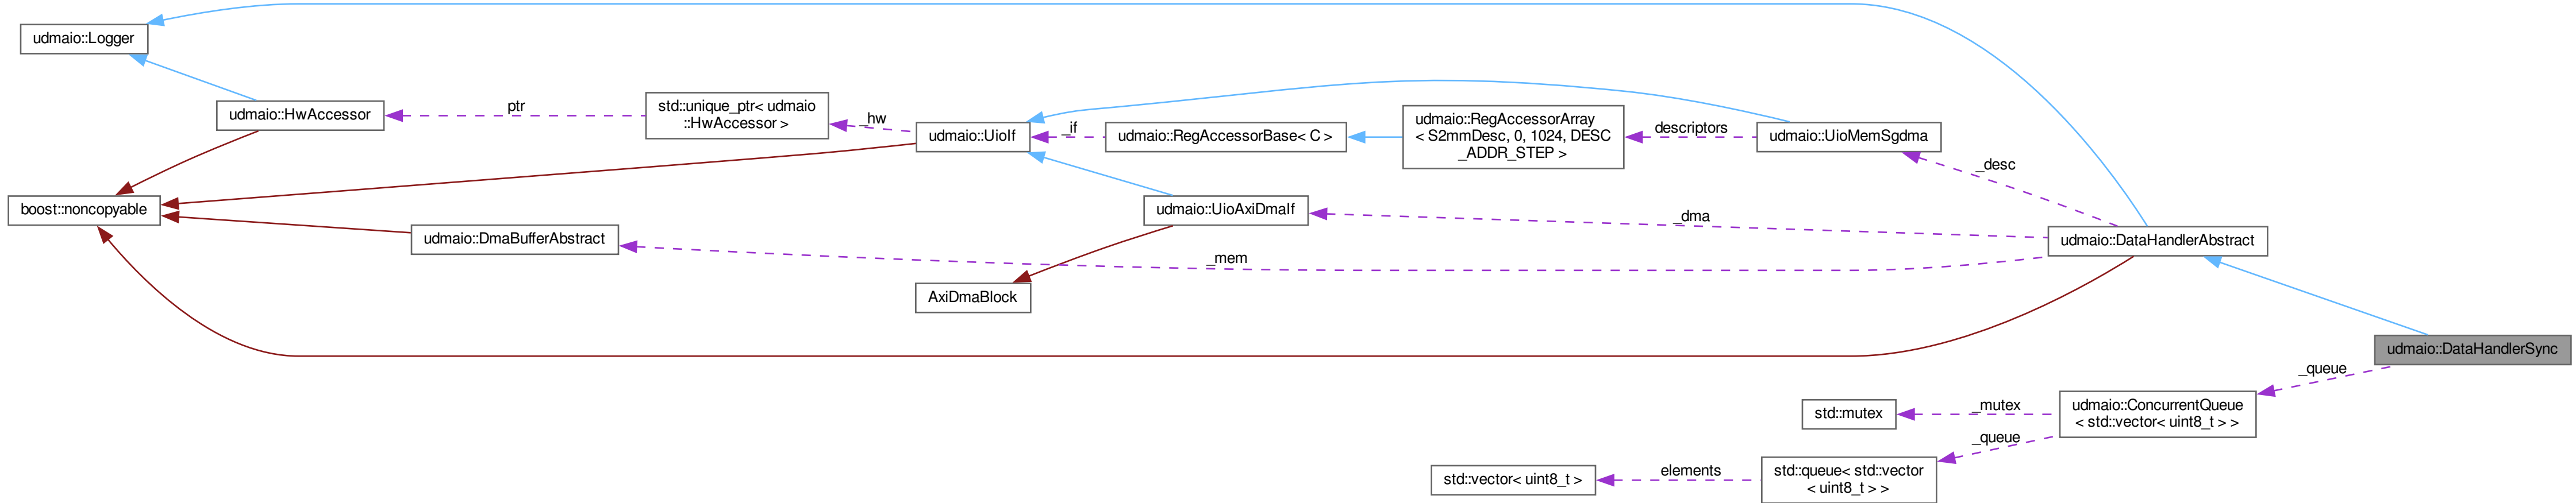 udmaio::Logger
udmaio::HwAccessor
ptr
std::unique_ptr< udmaio
::HwAccessor >
_hw
udmaio::UioIf
_if
udmaio::RegAccessorBase< C >
udmaio::RegAccessorArray
< S2mmDesc, 0, 1024, DESC
_ADDR_STEP >
descriptors
udmaio::UioMemSgdma
_desc
boost::noncopyable
udmaio::DmaBufferAbstract
udmaio::UioAxiDmaIf
_dma
_mem
udmaio::DataHandlerAbstract
AxiDmaBlock
udmaio::DataHandlerSync
_queue
std::mutex
_mutex
udmaio::ConcurrentQueue
< std::vector< uint8_t > >
_queue
std::vector< uint8_t >
elements
std::queue< std::vector
< uint8_t > >